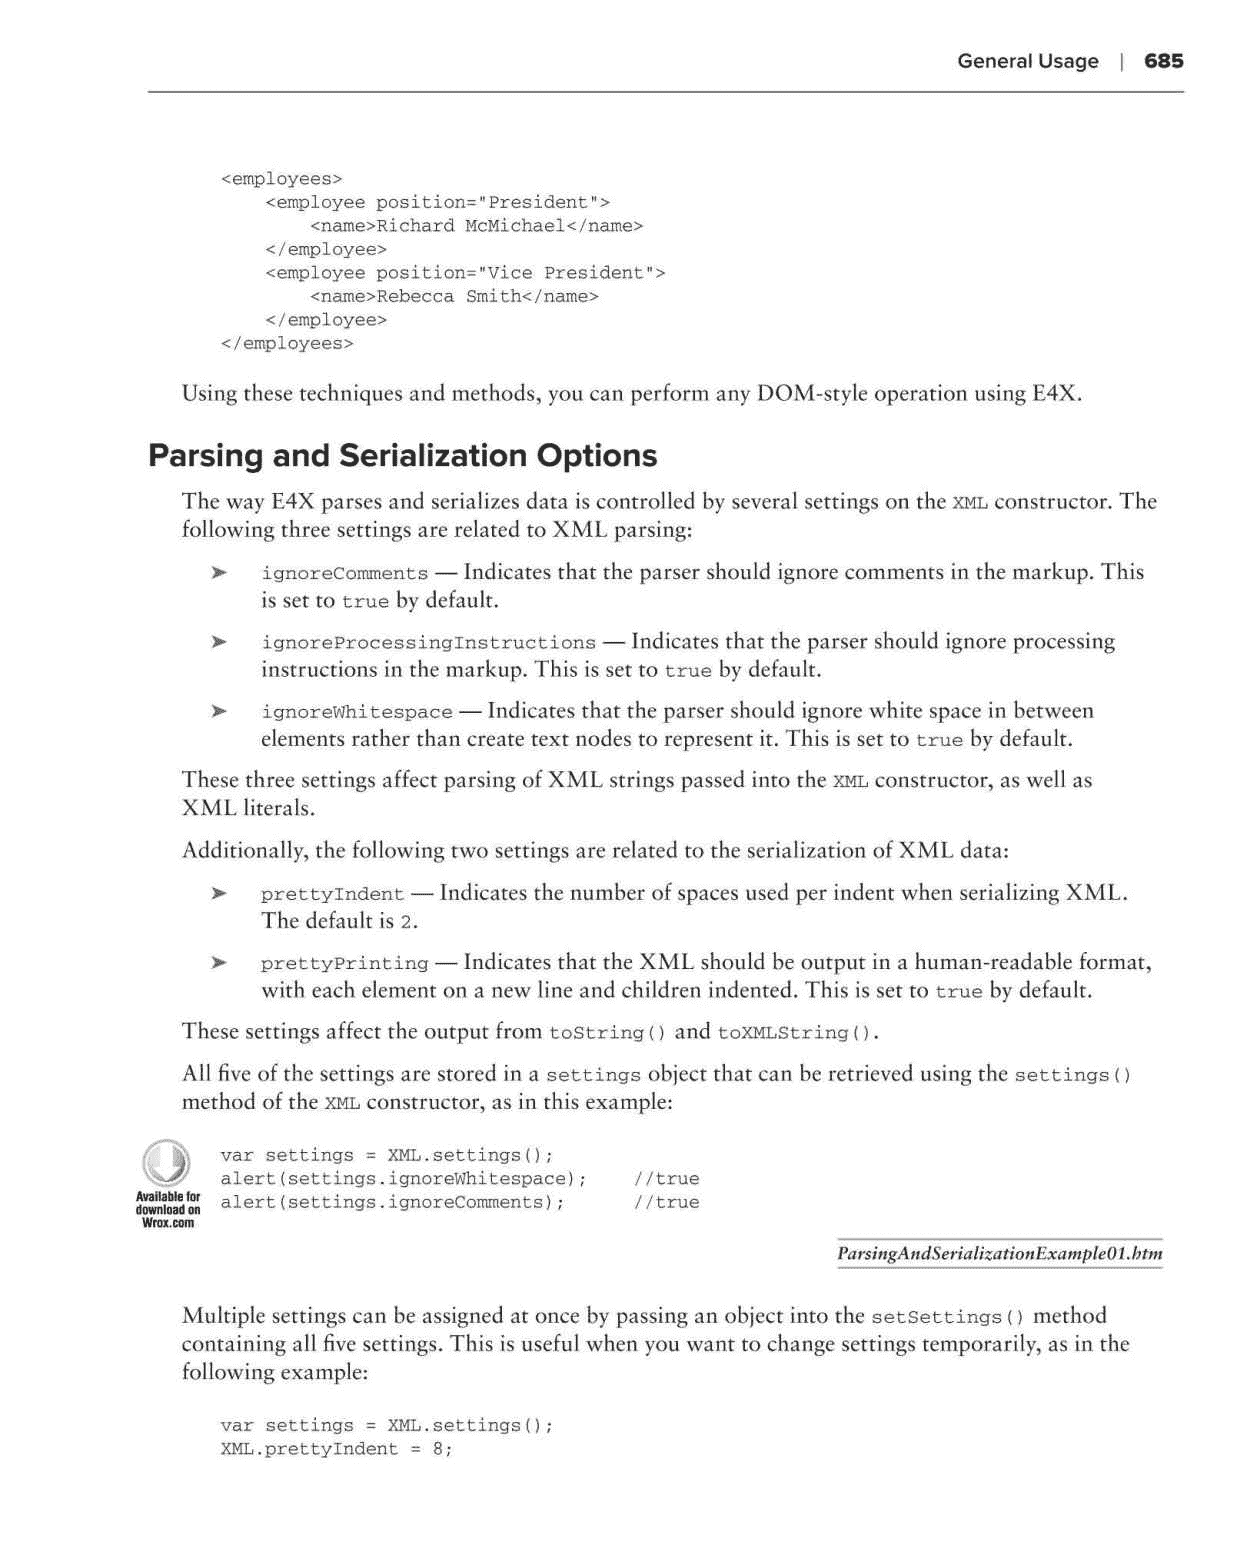 General Usage | 685
<employees>
    <employee position="President">
        <name>Richard McMichael</name>
    </employee>
    <employee position="Vice President">
        <name>Rebecca Smith</name>
    </employee>
</employees>
Using these techniques and methods, you can perform any DOM-style operation using E4X.
Parsing and Serialization Options
The way E4X parses and serializes data is controlled by several settings on the XML constructor. The
following three settings are related to XML parsing:
➤ ignoreComments — Indicates that the parser should ignore comments in the markup. This
is set to true by default.
➤ ignoreProcessingInstructions — Indicates that the parser should ignore processing
instructions in the markup. This is set to true by default.
➤ ignoreWhitespace — Indicates that the parser should ignore white space in between
elements rather than create text nodes to represent it. This is set to true by default.
These three settings affect parsing of XML strings passed into the XML constructor, as well as
XML literals.
Additionally, the following two settings are related to the serialization of XML data:
➤ prettyIndent — Indicates the number of spaces used per indent when serializing XML.
The default is 2.
➤ prettyPrinting — Indicates that the XML should be output in a human-readable format,
with each element on a new line and children indented. This is set to true by default.
These settings affect the output from toString() and toXMLString().
All five of the settings are stored in a settings object that can be retrieved using the settings()
method of the XML constructor, as in this example:
var settings = XML.settings();
alert(settings.ignoreWhitespace);    //true
alert(settings.ignoreComments);      //true
Available for
download on
Wrox.com
ParsingAndSerializationExample01.htm
Multiple settings can be assigned at once by passing an object into the setSettings() method
containing all five settings. This is useful when you want to change settings temporarily, as in the
following example:
var settings = XML.settings();
XML.prettyIndent = 8;